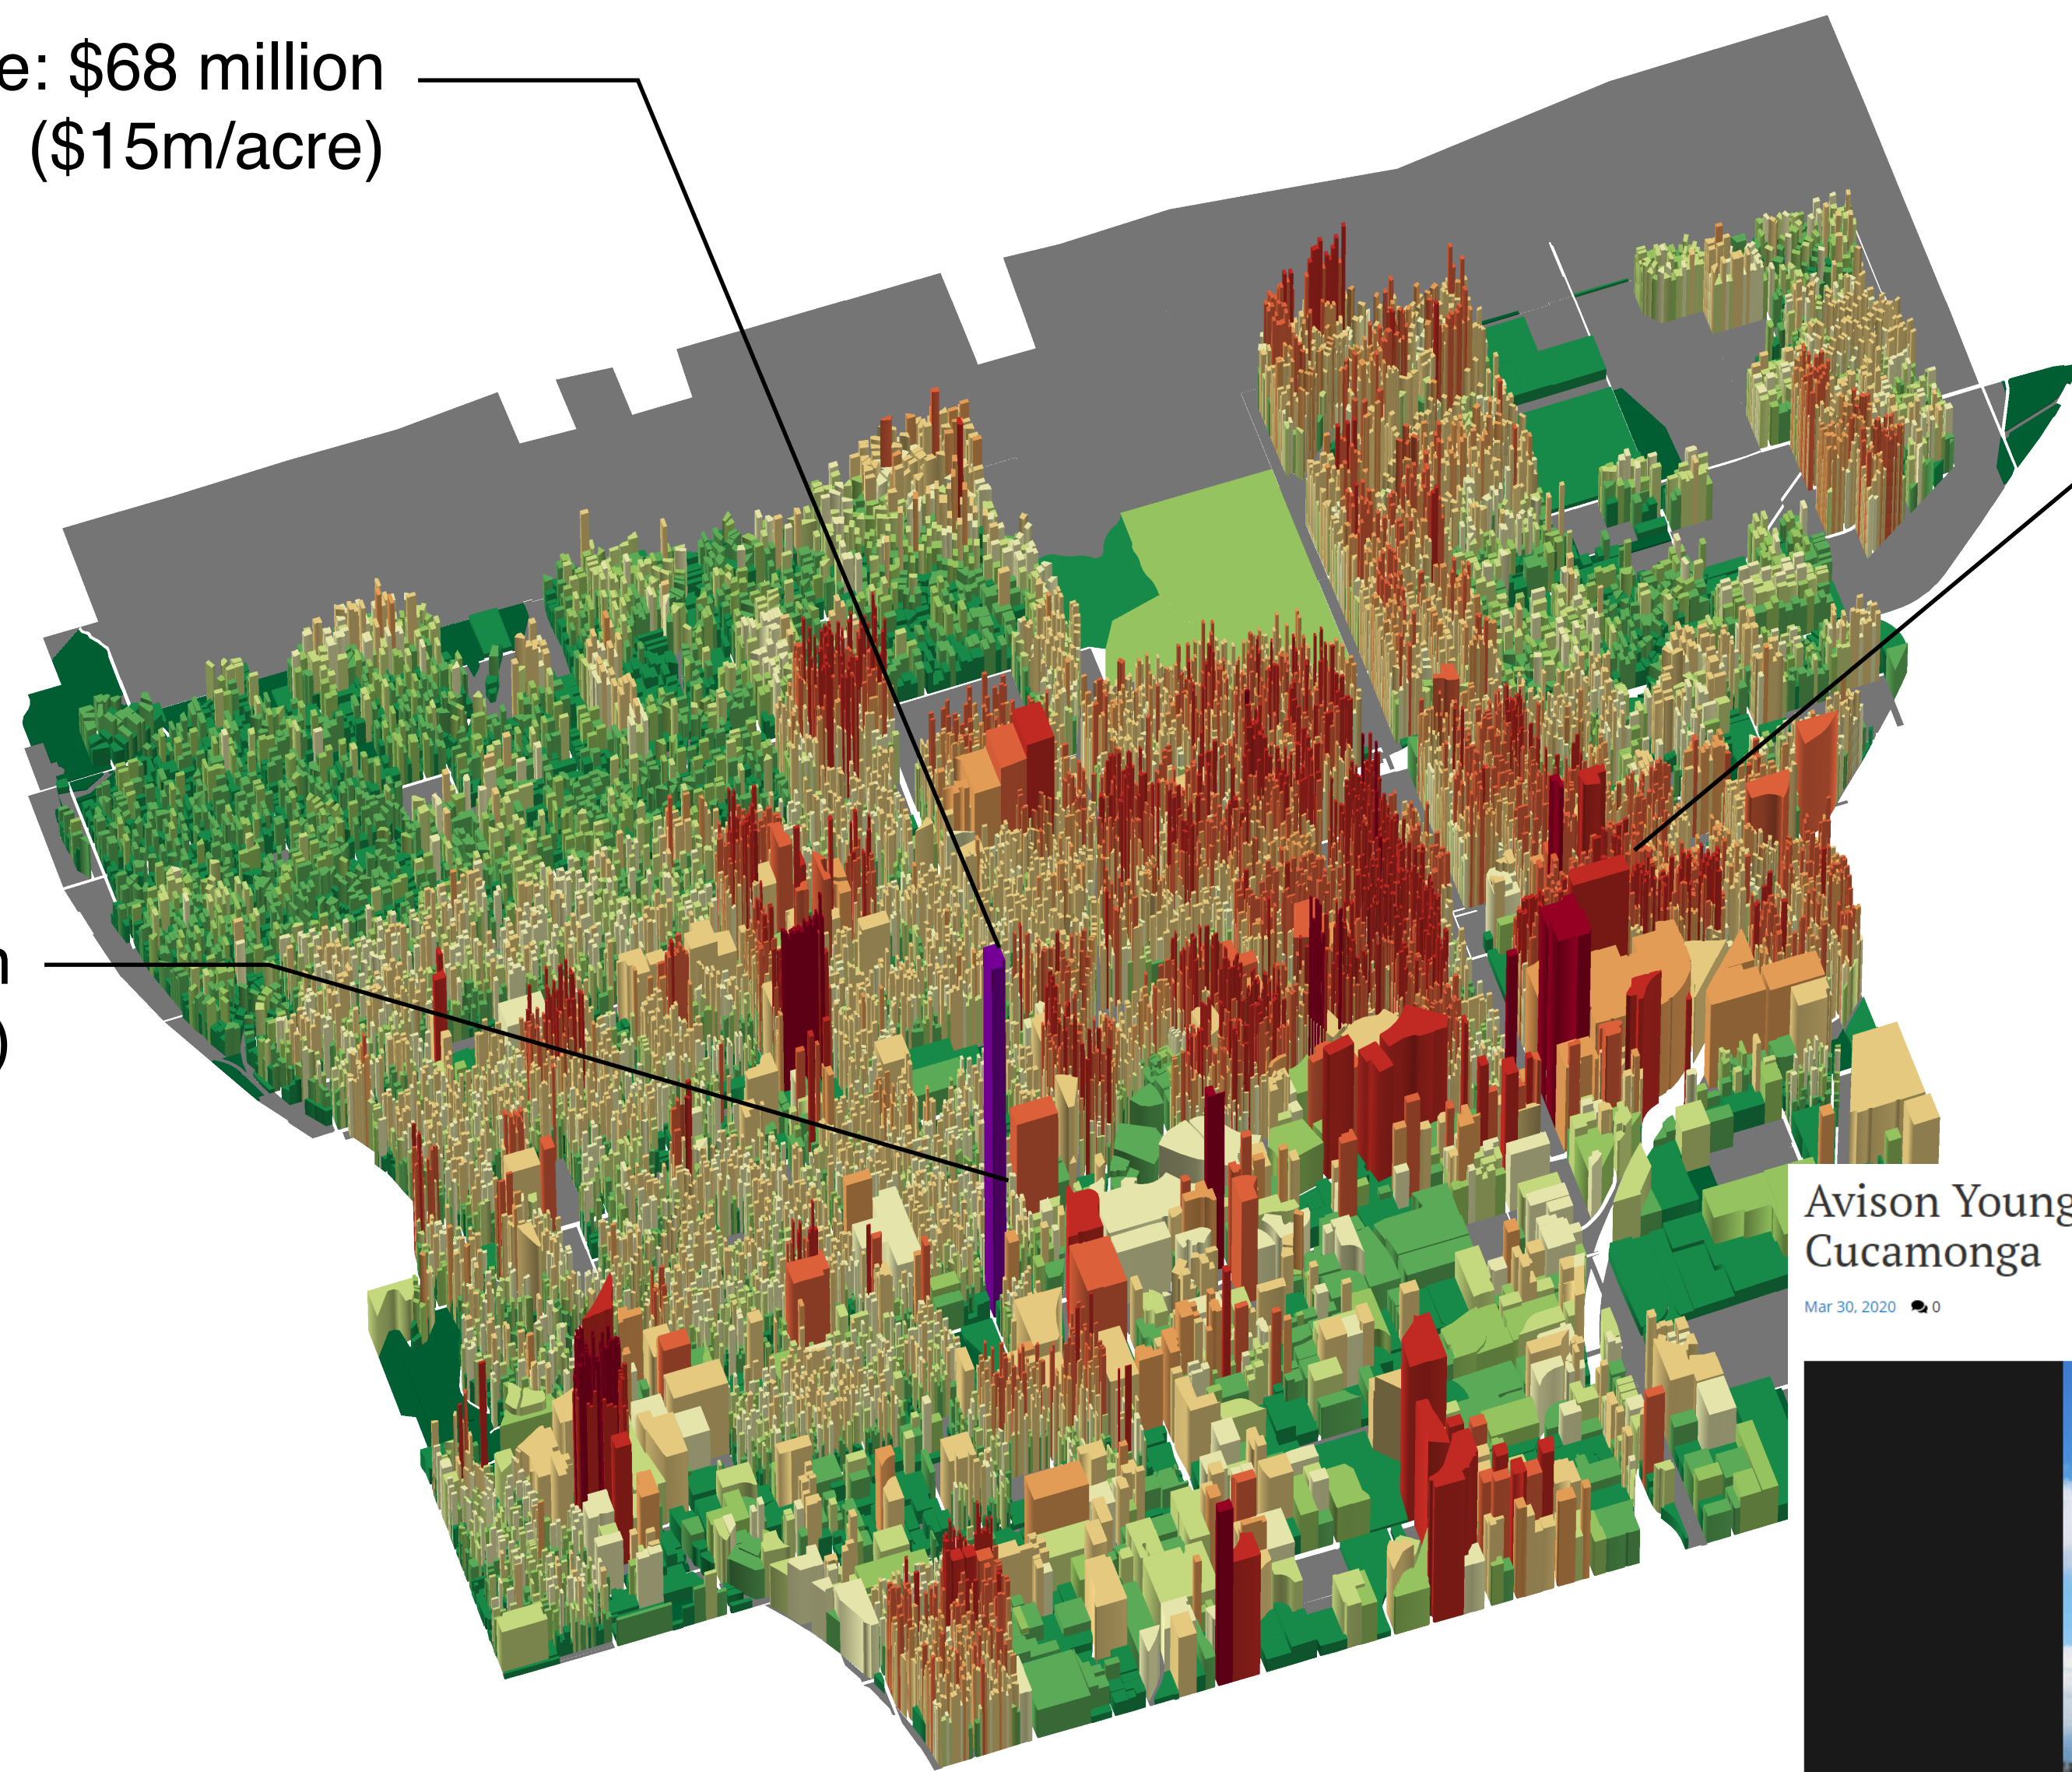 e: $68 million
($15m/acre)
n
)
Avison Young
Cucamonga
Mar 30, 2020 0